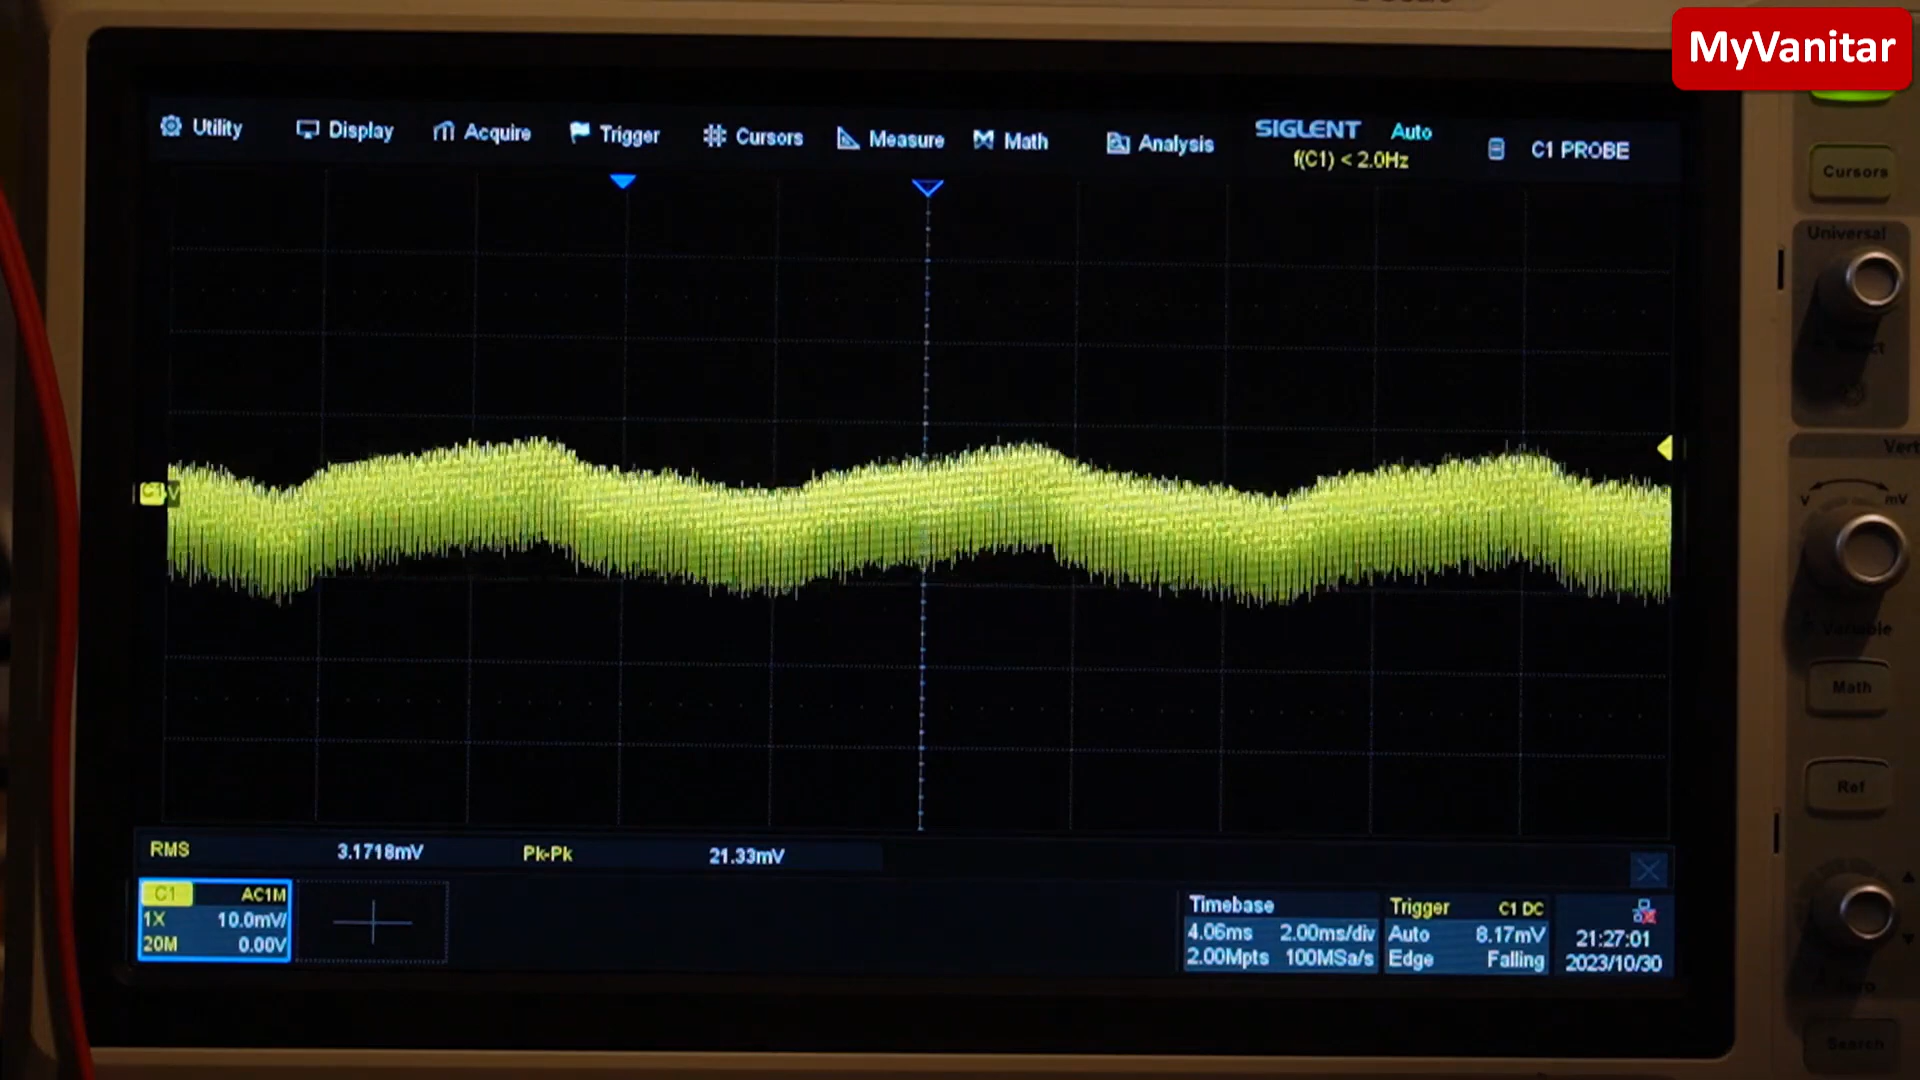 MyVanitar
Utility Display Acquire Trigger Cursors Measure Math Analysis SIGLENT Auto
f(C1) < 2.0Hz
C1 PROBE
Cursors
Universal
V mV
Variable
Math
Ref
Search
RMS 3.1718mV Pk-Pk 21.33mV
C1 AC1M
1X 10.0mV/
20M 0.00V
Timebase
4.06ms 2.00ms/div
2.00Mpts 100MSa/s
Trigger C1 DC
Auto 8.17mV
Edge Falling
21:27:01
2023/10/30